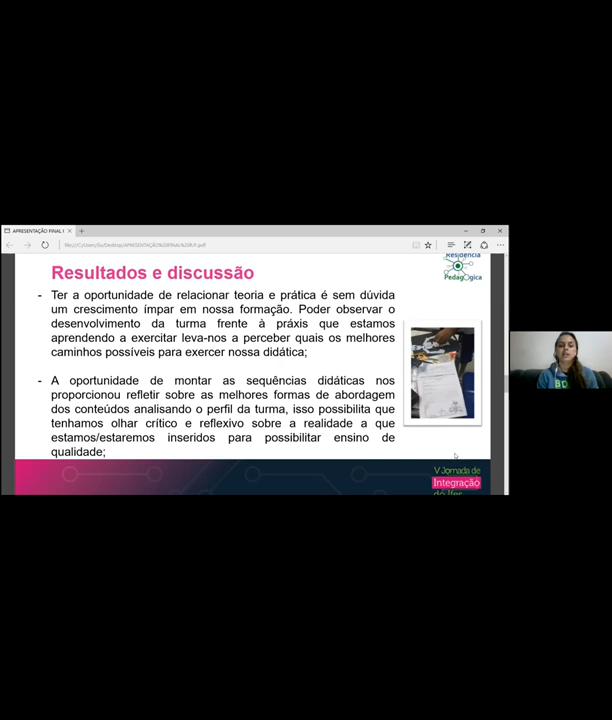 APRESENTAÇÃO FINAL
Residência
Pedagógica
Resultados e discussão
- Ter a oportunidade de relacionar teoria e prática é sem dúvida
um crescimento ímpar em nossa formação. Poder observar o
desenvolvimento da turma frente à práxis que estamos
aprendendo a exercitar leva-nos a perceber quais os melhores
caminhos possíveis para exercer nossa didática;
- A oportunidade de montar as sequências didáticas nos
proporcionou refletir sobre as melhores formas de abordagem
dos conteúdos analisando o perfil da turma, isso possibilita que
tenhamos olhar crítico e reflexivo sobre a realidade a que
estamos/estaremos inseridos para possibilitar ensino de
qualidade;
V Jornada de
Integração
do Ifes